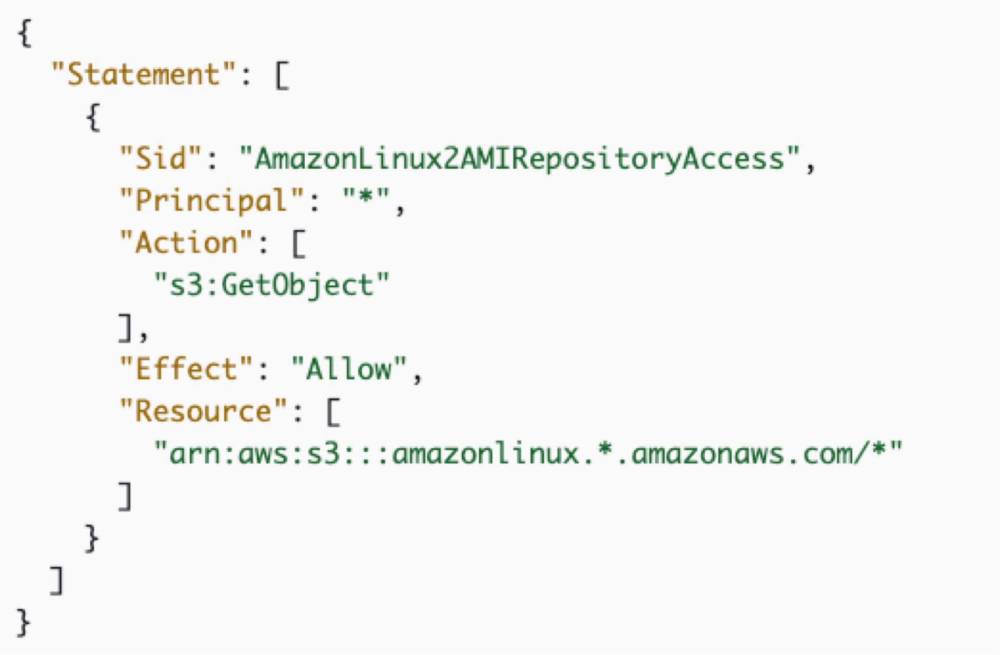 {
  "Statement": [
    {
      "Sid": "AmazonLinux2AMIRepositoryAccess",
      "Principal": "*",
      "Action": [
        "s3:GetObject"
      ],
      "Effect": "Allow",
      "Resource": [
        "arn:aws:s3:::amazonlinux.*.amazonaws.com/*"
      ]
    }
  ]
}